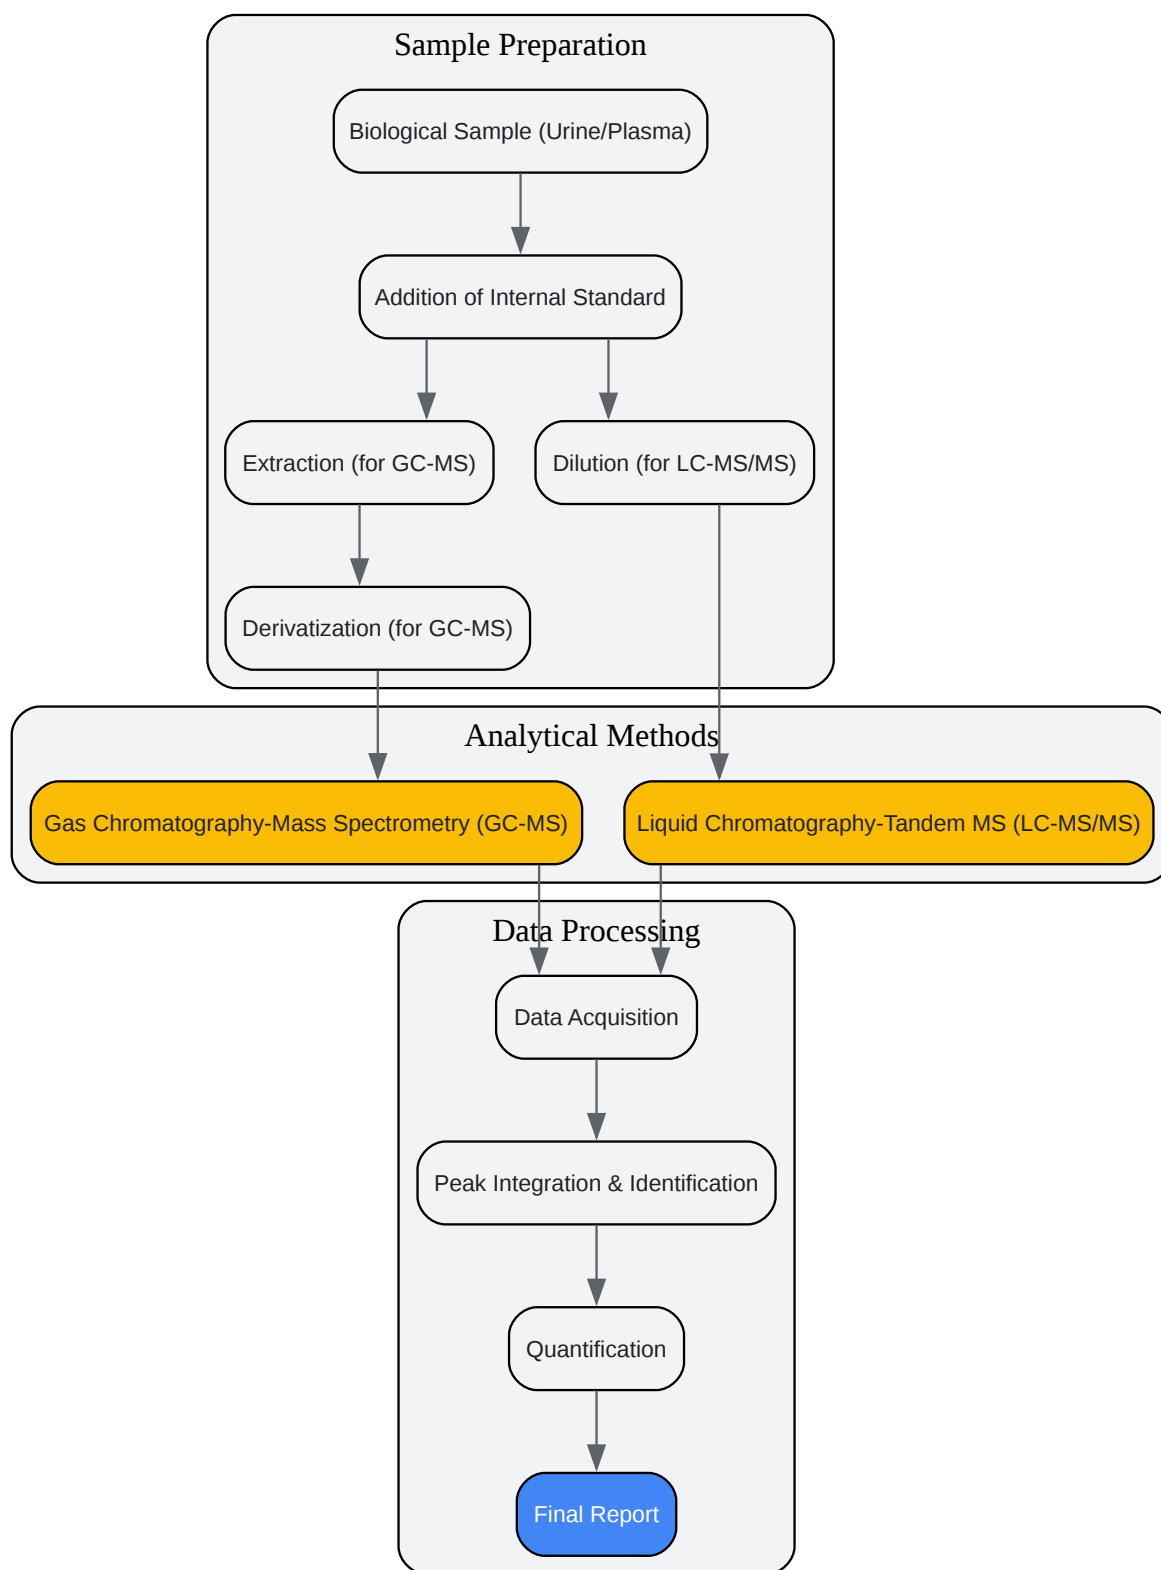 Sample Preparation
Biological Sample (Urine/Plasma)
Addition of Internal Standard
Extraction (for GC-MS)
Dilution (for LC-MS/MS)
Derivatization (for GC-MS)
Analytical Methods
Gas Chromatography-Mass Spectrometry (GC-MS)
Liquid Chromatography-Tandem MS (LC-MS/MS)
Data Processing
Data Acquisition
Peak Integration & Identification
Quantification
Final Report